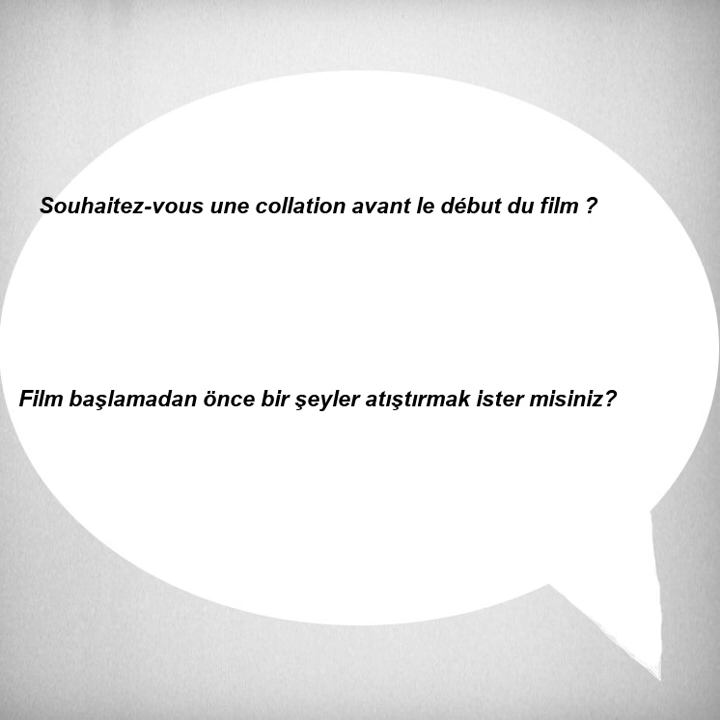 Souhaitez-vous une collation avant le début du film ?
Film başlamadan önce bir şeyler atıştırmak ister misiniz?